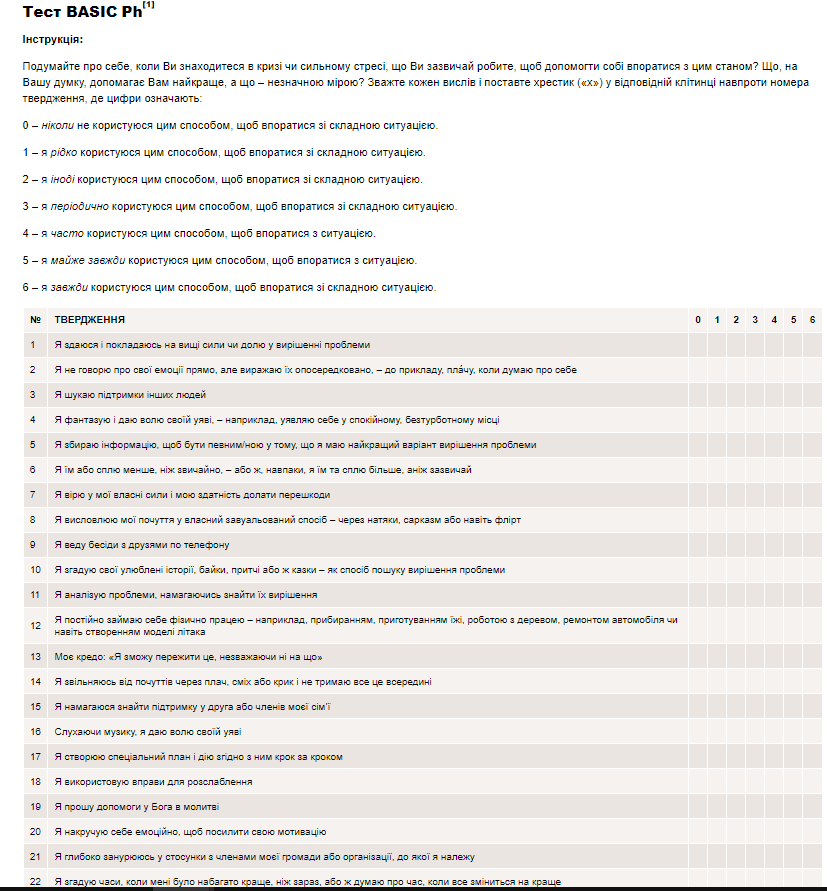 Тест BASIC Ph[1]
Інструкція:
Подумайте про себе, коли Ви знаходитеся в кризі чи сильному стресі, що Ви зазвичай робите, щоб допомогти собі впоратися з цим станом? Що, на
Вашу думку, допомагає Вам найкраще, а що – незначною мірою? Зважте кожен вислів і поставте хрестик («х») у відповідній клітинці навпроти номера
твердження, де цифри означають:
0 – ніколи не користуюся цим способом, щоб впоратися зі складною ситуацією.
1 – я рідко користуюся цим способом, щоб впоратися зі складною ситуацією.
2 – я іноді користуюся цим способом, щоб впоратися зі складною ситуацією.
3 – я періодично користуюся цим способом, щоб впоратися зі складною ситуацією.
4 – я часто користуюся цим способом, щоб впоратися з ситуацією.
5 – я майже завжди користуюся цим способом, щоб впоратися з ситуацією.
6 – я завжди користуюся цим способом, щоб впоратися зі складною ситуацією.
№ ТВЕРДЖЕННЯ 0 1 2 3 4 5 6
1 Я здаюся і покладаюсь на вищі сили чи долю у вирішенні проблеми
2 Я не говорю про свої емоції прямо, але виражаю їх опосередковано, – до прикладу, пла́чу, коли думаю про себе
3 Я шукаю підтримки інших людей
4 Я фантазую і даю волю своїй уяві, – наприклад, уявляю себе у спокійному, безтурботному місці
5 Я збираю інформацію, щоб бути певним/ною у тому, що я маю найкращий варіант вирішення проблеми
6 Я їм або сплю менше, ніж звичайно, – або ж, навпаки, я їм та сплю більше, аніж зазвичай
7 Я вірю у мої власні сили і мою здатність долати перешкоди
8 Я висловлюю мої почуття у власний завуальований спосіб – через натяки, сарказм або навіть флірт
9 Я веду бесіди з друзями по телефону
10 Я згадую свої улюблені історії, байки, притчі або ж казки – як спосіб пошуку вирішення проблеми
11 Я аналізую проблеми, намагаючись знайти їх вирішення
12 Я постійно займаю себе фізично працею – наприклад, прибиранням, приготуванням їжі, роботою з деревом, ремонтом автомобіля чи
навіть створенням моделі літака
13 Моє кредо: «Я зможу пережити це, незважаючи ні на що»
14 Я звільняюсь від почуттів через плач, сміх або крик і не тримаю все це всередині
15 Я намагаюся знайти підтримку у друга або членів моєї сім'ї
16 Слухаючи музику, я даю волю своїй уяві
17 Я створюю спеціальний план і дію згідно з ним крок за кроком
18 Я використовую вправи для розслаблення
19 Я прошу допомоги у Бога в молитві
20 Я накручую себе емоційно, щоб посилити свою мотивацію
21 Я глибоко занурююсь у стосунки з членами моєї громади або організації, до якої я належу
22 Я згадую часи, коли мені було набагато краще, ніж зараз, або ж думаю про час, коли все зміниться на краще